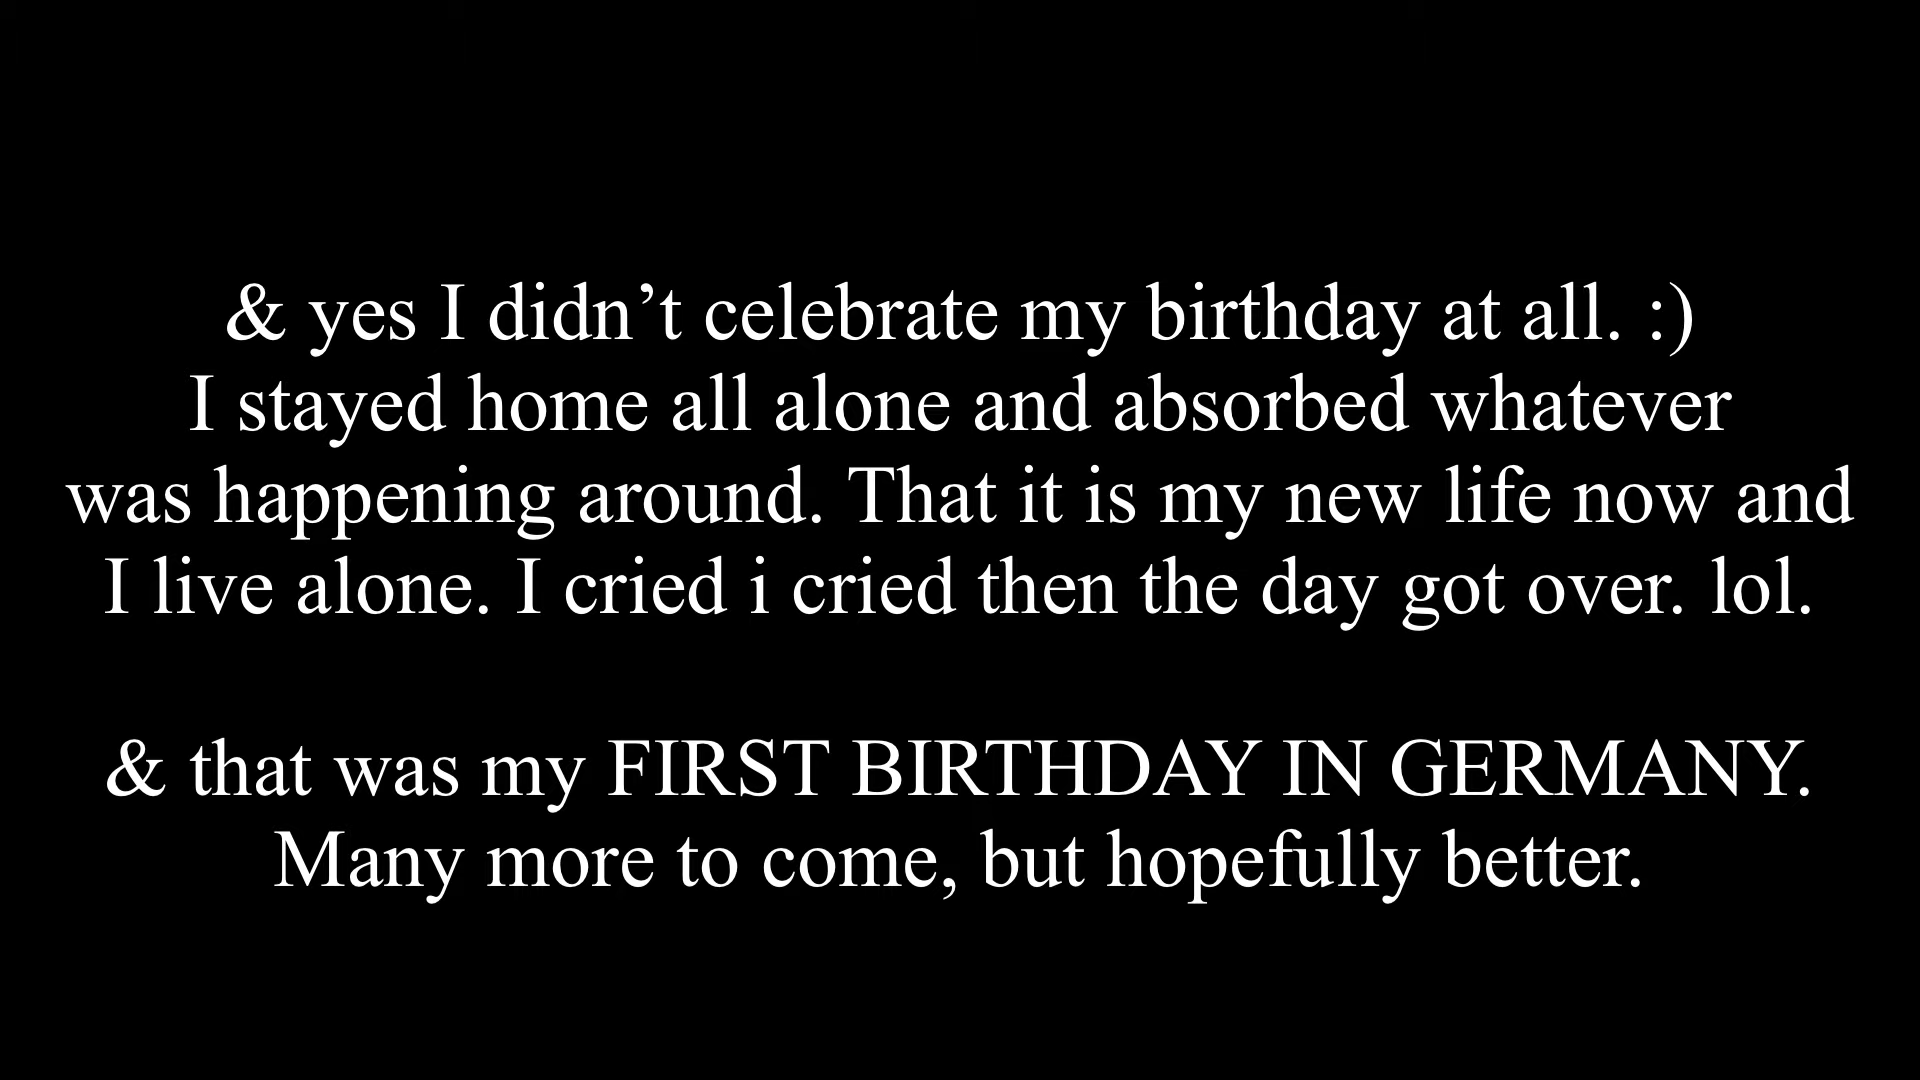 & yes I didn’t celebrate my birthday at all. :)
I stayed home all alone and absorbed whatever
was happening around. That it is my new life now and
I live alone. I cried i cried then the day got over. lol.
& that was my FIRST BIRTHDAY IN GERMANY.
Many more to come, but hopefully better.